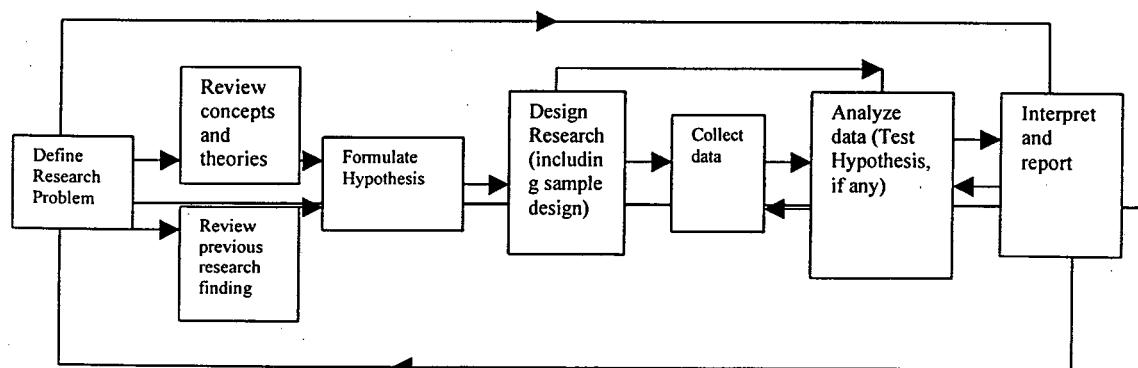 Define
Research
Problem
Review
concepts
and
theories
Review
previous
research
finding
Formulate
Hypothesis
Design
Research
(includin
g sample
design)
Collect
data
Analyze
data (Test
Hypothesis,
if any)
Interpret
and
report